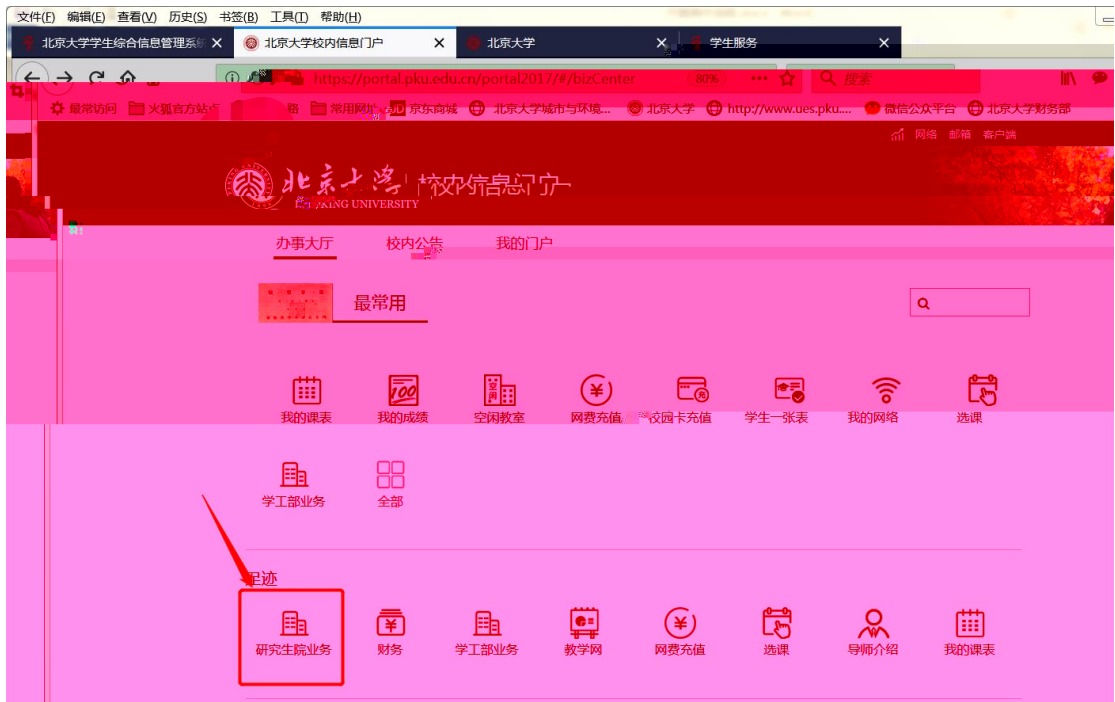 文件(F) 编辑(E) 查看(V) 历史(S) 书签(B) 工具(T) 帮助(H)
北京大学学生综合信息管理系统 北京大学校内信息门户 北京大学 学生服务
https://portal.pku.edu.cn/portal2017/#/bizCenter 80% 搜索
最常访问 火狐官方站点 常用网址 JD 京东商城 北京大学城市与环境... 北京大学 http://www.ues.pku.... 微信公众平台 北京大学财务部
网络 邮箱 客户端
北京大学 校内信息门户
PEKING UNIVERSITY
办事大厅 校内公告 我的门户
最常用
100 空闲
我的课表 我的成绩 空闲教室 网费充值 校园卡充值 学生一张表 我的网络 选课
学工部业务 全部
足迹
研究生院业务 财务 学工部业务 教学网 网费充值 选课 导师介绍 我的课表